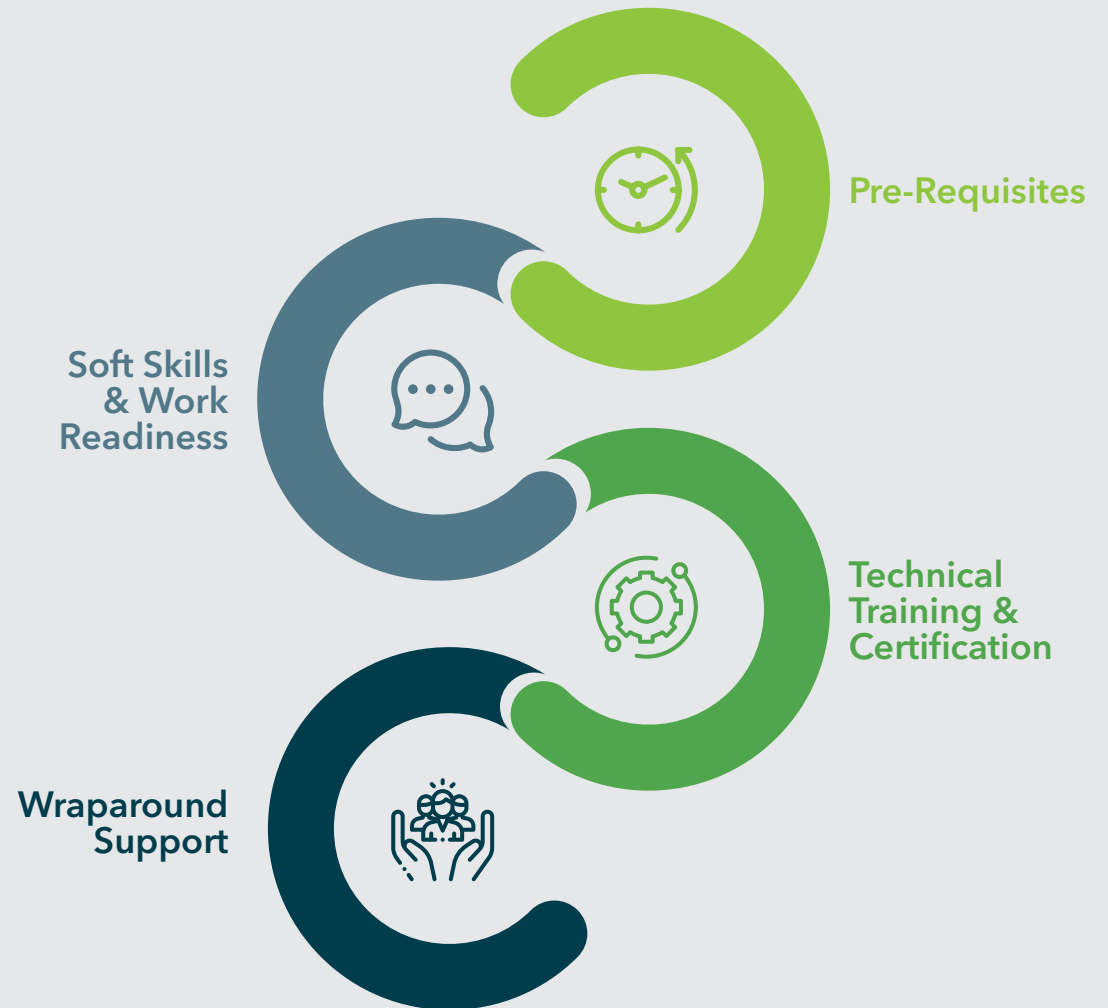 Pre-Requisites
Soft Skills
& Work
Readiness
Technical
Training &
Certification
Wraparound
Support